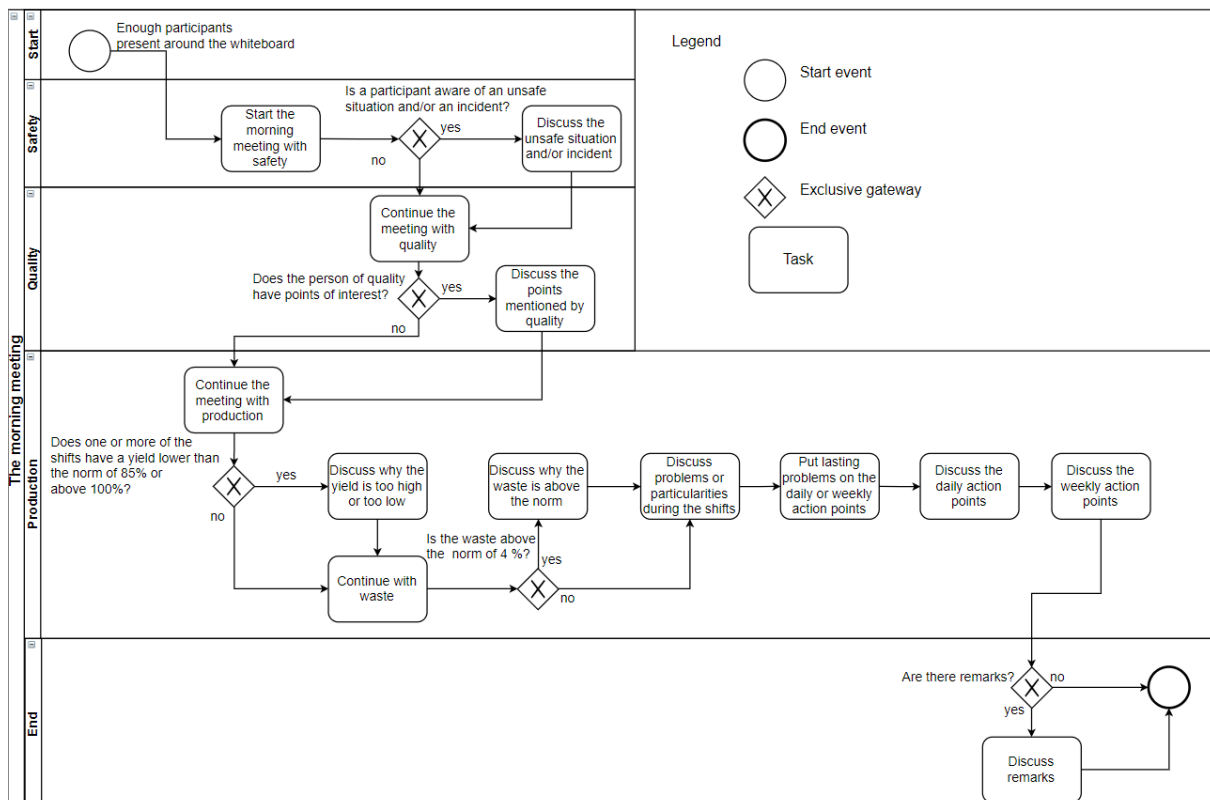 The morning meeting
Start
Enough participants
present around the whiteboard
Legend
Start event
End event
X
Exclusive gateway
Task
Safety
Start the
morning
meeting with
safety
Is a participant aware of an unsafe
situation and/or an incident?
X
yes
no
Discuss the
unsafe situation
and/or incident
Quality
Continue the
meeting with
quality
Does the person of quality
have points of interest?
X
yes
no
Discuss the
points
mentioned by
quality
Production
Continue the
meeting with
production
Does one or more of the
shifts have a yield lower than
the norm of 85% or
above 100%?
X
yes
no
Discuss why the
yield is too high
or too low
Continue with
waste
Is the waste above
the norm of 4 %?
X
yes
no
Discuss why the
waste is above
the norm
Discuss
problems or
particularities
during the shifts
Put lasting
problems on the
daily or weekly
action points
Discuss the
daily action
points
Discuss the
weekly action
points
End
Are there remarks?
X
no
yes
Discuss
remarks